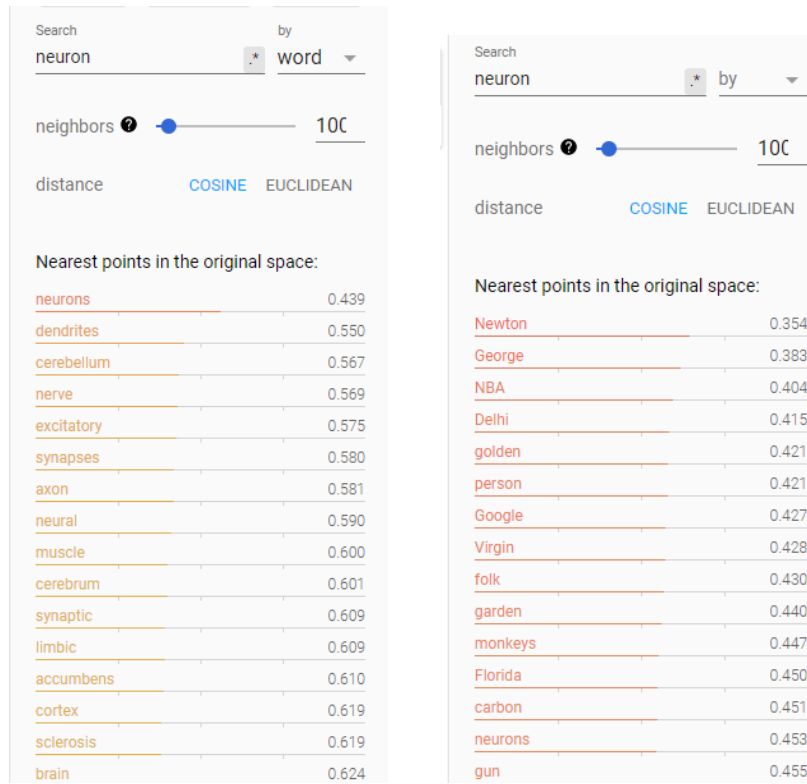 Search by
neuron .* word
neighbors ? 100
distance COSINE EUCLIDEAN
Nearest points in the original space:
neurons 0.439
dendrites 0.550
cerebellum 0.567
nerve 0.569
excitatory 0.575
synapses 0.580
axon 0.581
neural 0.590
muscle 0.600
cerebrum 0.601
synaptic 0.609
limbic 0.609
accumbens 0.610
cortex 0.619
sclerosis 0.619
brain 0.624
Search
neuron .* by
neighbors ? 100
distance COSINE EUCLIDEAN
Nearest points in the original space:
Newton 0.354
George 0.383
NBA 0.404
Delhi 0.415
golden 0.421
person 0.421
Google 0.427
Virgin 0.428
folk 0.430
garden 0.440
monkeys 0.447
Florida 0.450
carbon 0.451
neurons 0.453
gun 0.455